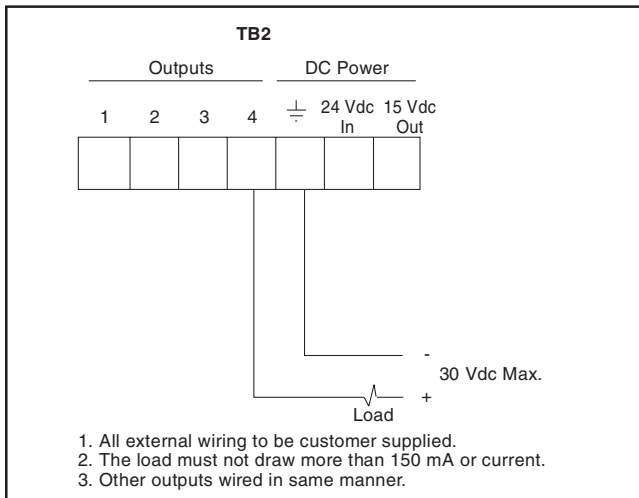 TB2
Outputs DC Power
1 2 3 4 24 Vdc In 15 Vdc Out
-
30 Vdc Max.
+
Load
1. All external wiring to be customer supplied.
2. The load must not draw more than 150 mA or current.
3. Other outputs wired in same manner.